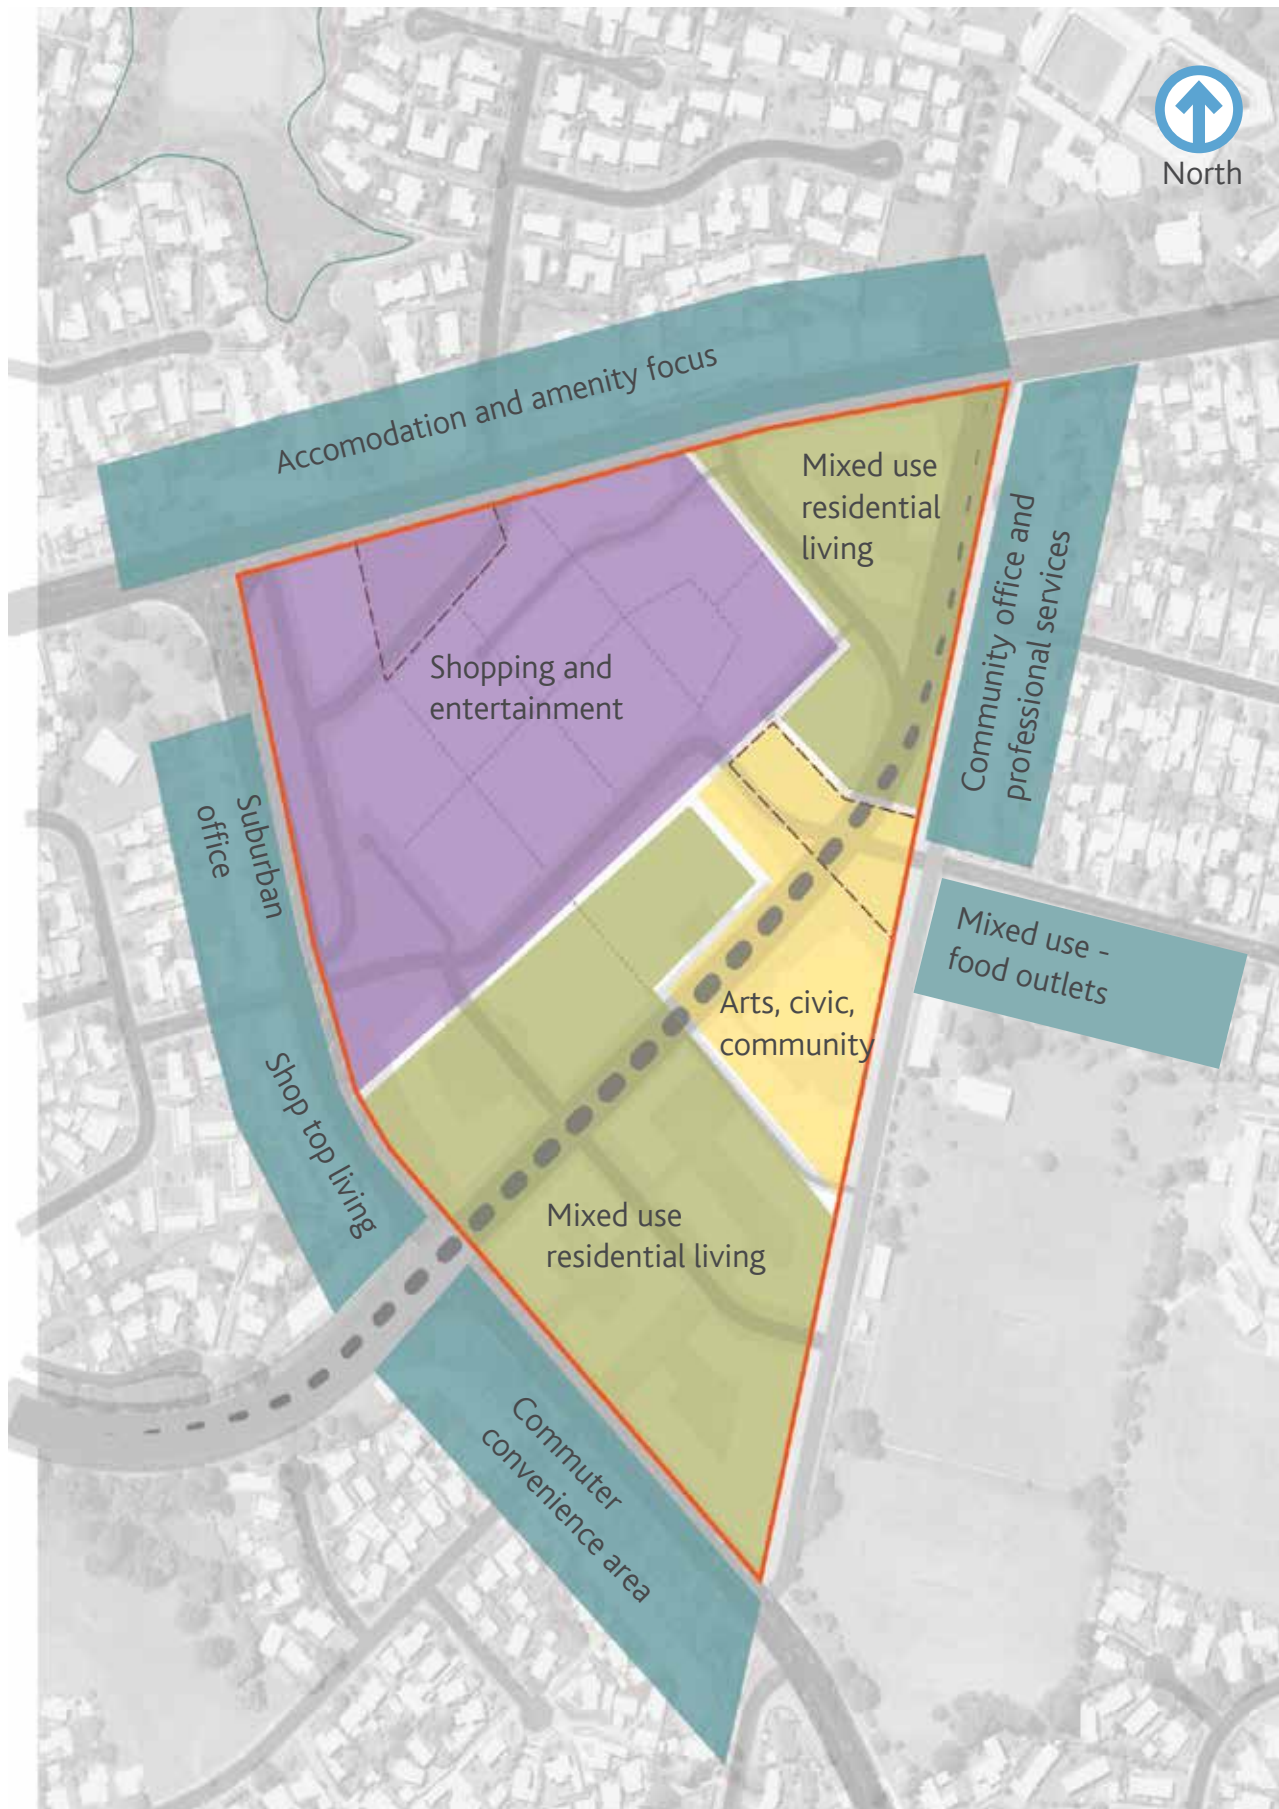 North
Accomodation and amenity focus
Mixed use
residential
living
Community office and
professional services
Shopping and
entertainment
Suburban
office
Mixed use -
food outlets
Arts, civic,
community
Shop top living
Mixed use
residential living
Commuter
convenience area